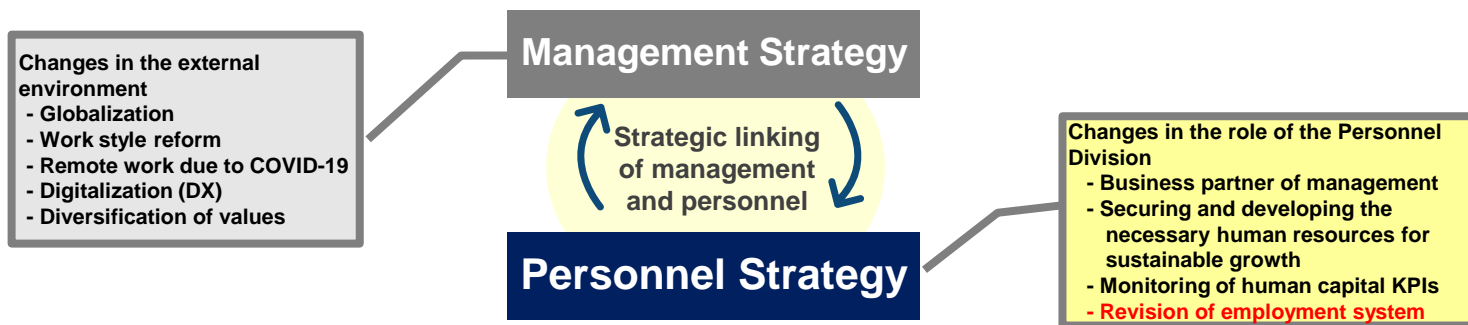 Management Strategy
Changes in the external
environment
- Globalization
- Work style reform
- Remote work due to COVID-19
- Digitalization (DX)
- Diversification of values
Strategic linking
of management
and personnel
Changes in the role of the Personnel
Division
- Business partner of management
- Securing and developing the
necessary human resources for
sustainable growth
- Monitoring of human capital KPIs
- Revision of employment system
Personnel Strategy